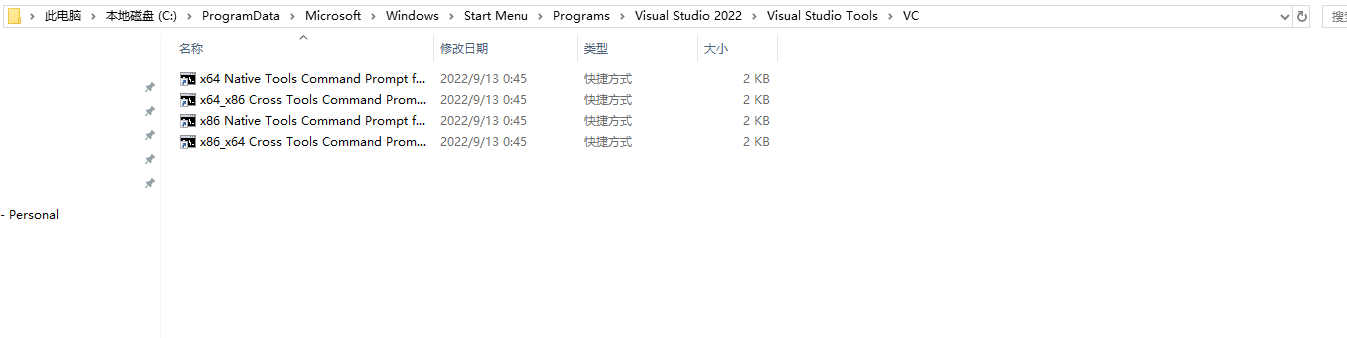 此电脑 > 本地磁盘 (C:) > ProgramData > Microsoft > Windows > Start Menu > Programs > Visual Studio 2022 > Visual Studio Tools > VC
名称 修改日期 类型 大小
x64 Native Tools Command Prompt f... 2022/9/13 0:45 快捷方式 2 KB
x64_x86 Cross Tools Command Prom... 2022/9/13 0:45 快捷方式 2 KB
x86 Native Tools Command Prompt f... 2022/9/13 0:45 快捷方式 2 KB
x86_x64 Cross Tools Command Prom... 2022/9/13 0:45 快捷方式 2 KB
- Personal